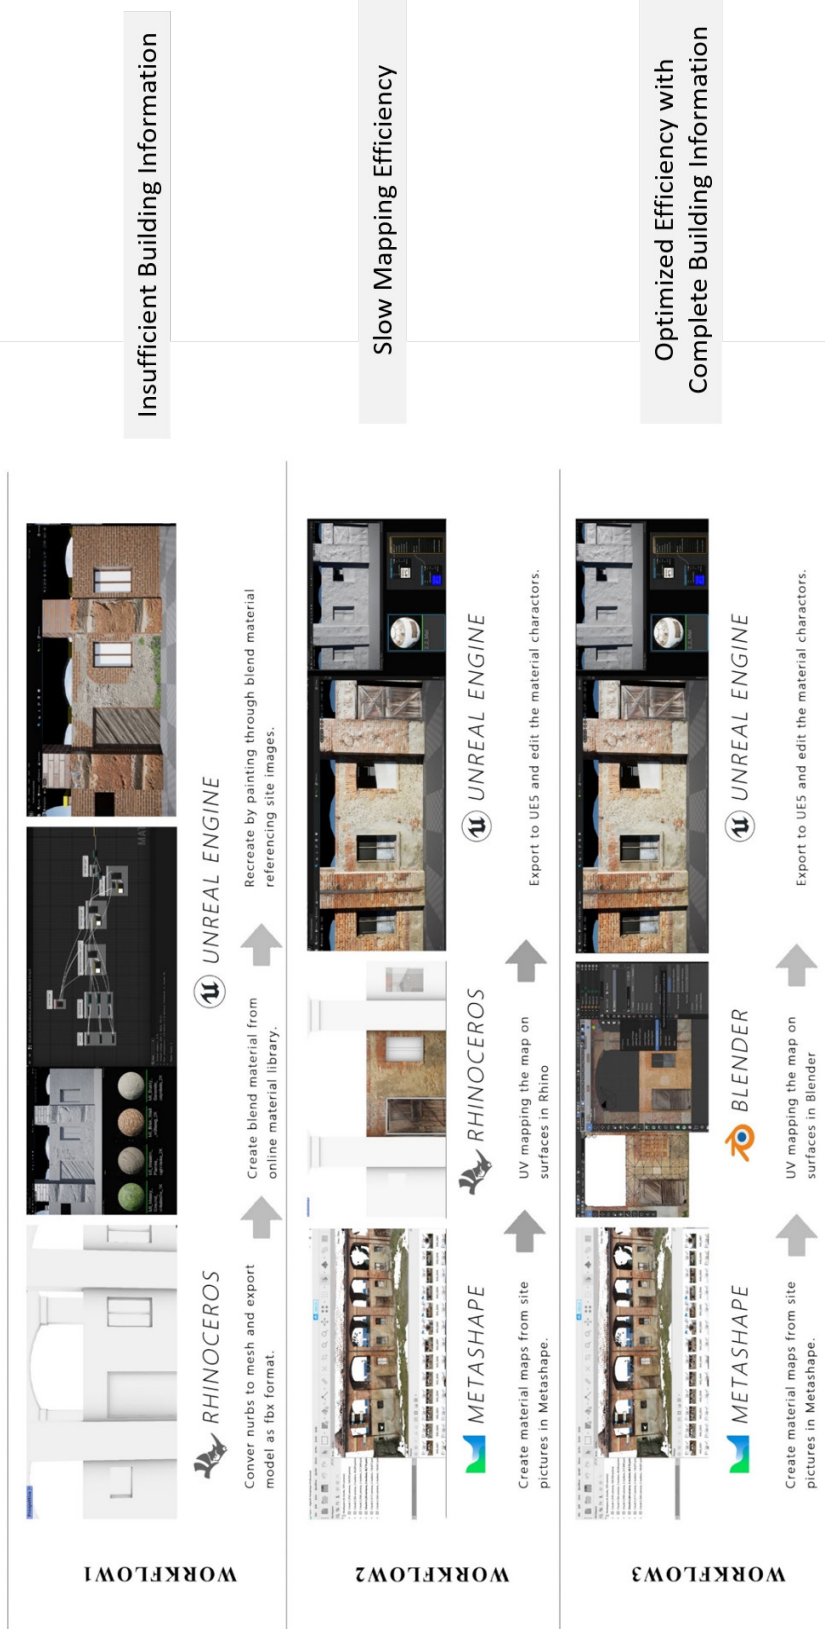 WORKFLOW1
RHINOCEROS
Conver nurbs to mesh and export
model as fbx format.
Create blend material from
online material library.
UNREAL ENGINE
Recreate by painting through blend material
referencing site images.
Insufficient Building Information
WORKFLOW2
METASHAPE
Create material maps from site
pictures in Metashape.
RHINOCEROS
UV mapping the map on
surfaces in Rhino
UNREAL ENGINE
Export to UE5 and edit the material charactors.
Slow Mapping Efficiency
WORKFLOW3
METASHAPE
Create material maps from site
pictures in Metashape.
BLENDER
UV mapping the map on
surfaces in Blender
UNREAL ENGINE
Export to UE5 and edit the material charactors.
Optimized Efficiency with
Complete Building Information